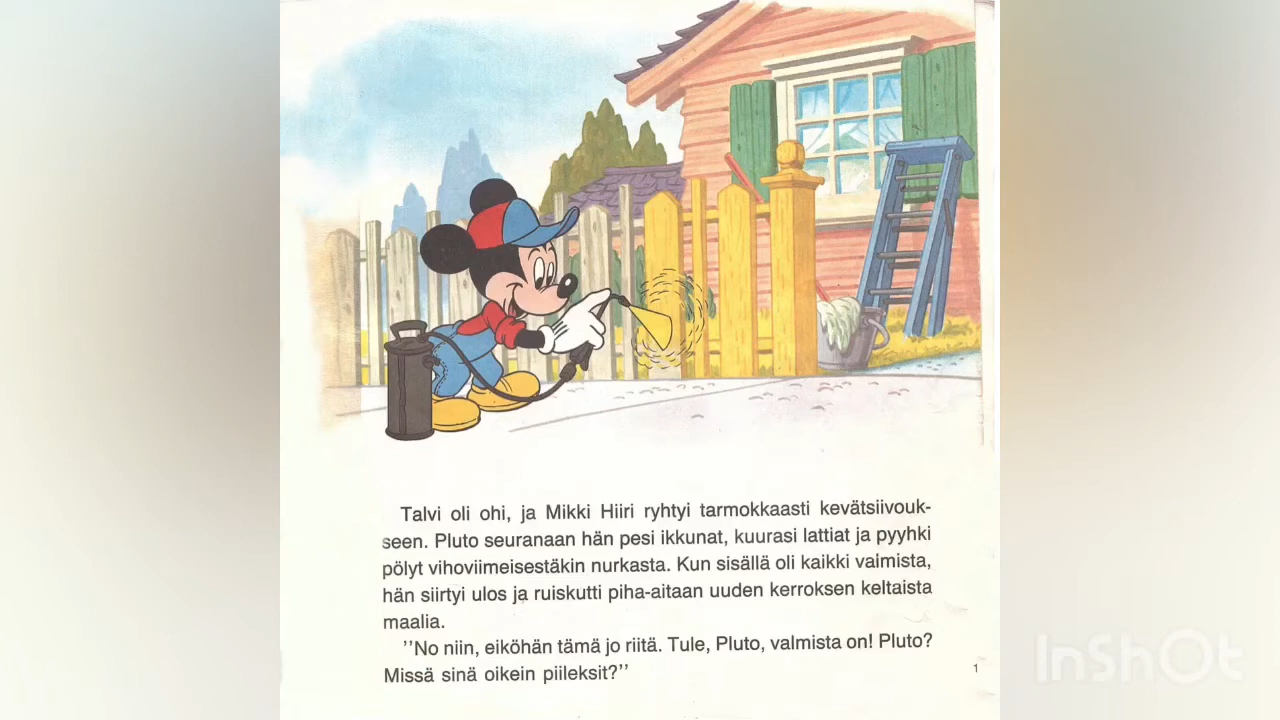 Talvi oli ohi, ja Mikki Hiiri ryhtyi tarmokkaasti kevätsiivouk-
seen. Pluto seuranaan hän pesi ikkunat, kuurasi lattiat ja pyyhki
pölyt vihoviimeisestäkin nurkasta. Kun sisällä oli kaikki valmista,
hän siirtyi ulos ja ruiskutti piha-aitaan uuden kerroksen keltaista
maalia.
''No niin, eiköhän tämä jo riitä. Tule, Pluto, valmista on! Pluto?
Missä sinä oikein piileksit?''
1
InShOt